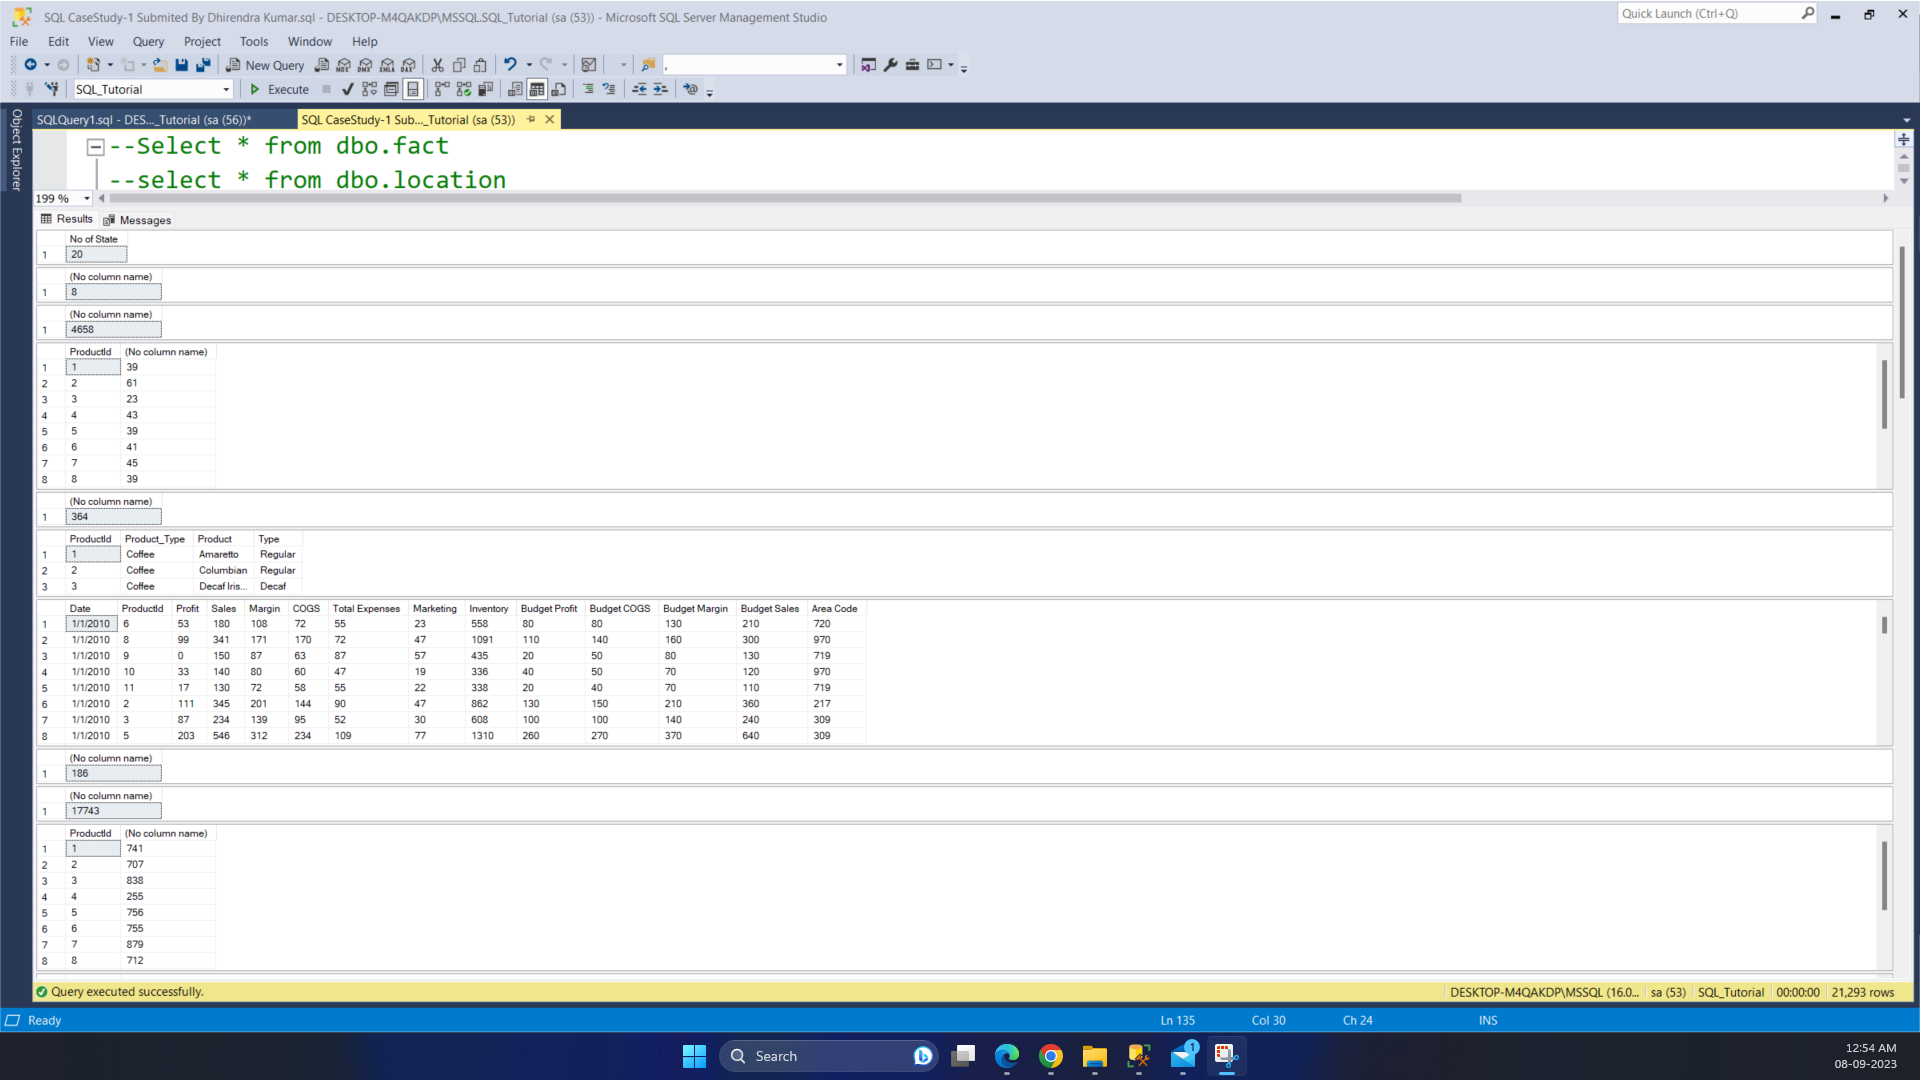 SQL CaseStudy-1 Submited By Dhirendra Kumar.sql - DESKTOP-M4QAKDP\MSSQL.SQL_Tutorial (sa (53)) - Microsoft SQL Server Management Studio
Quick Launch (Ctrl+Q)
File Edit View Query Project Tools Window Help
New Query MDX DMX XMLA DAX ,
SQL_Tutorial Execute
Object Explorer
SQLQuery1.sql - DES..._Tutorial (sa (56))* SQL CaseStudy-1 Sub..._Tutorial (sa (53))
--Select * from dbo.fact
--select * from dbo.location
199 %
Results Messages
No of State
1 20
(No column name)
1 8
(No column name)
1 4658
ProductId (No column name)
1 1 39
2 2 61
3 3 23
4 4 43
5 5 39
6 6 41
7 7 45
8 8 39
(No column name)
1 364
ProductId Product_Type Product Type
1 1 Coffee Amaretto Regular
2 2 Coffee Columbian Regular
3 3 Coffee Decaf Iris... Decaf
Date ProductId Profit Sales Margin COGS Total Expenses Marketing Inventory Budget Profit Budget COGS Budget Margin Budget Sales Area Code
1 1/1/2010 6 53 180 108 72 55 23 558 80 80 130 210 720
2 1/1/2010 8 99 341 171 170 72 47 1091 110 140 160 300 970
3 1/1/2010 9 0 150 87 63 87 57 435 20 50 80 130 719
4 1/1/2010 10 33 140 80 60 47 19 336 40 50 70 120 970
5 1/1/2010 11 17 130 72 58 55 22 338 20 40 70 110 719
6 1/1/2010 2 111 345 201 144 90 47 862 130 150 210 360 217
7 1/1/2010 3 87 234 139 95 52 30 608 100 100 140 240 309
8 1/1/2010 5 203 546 312 234 109 77 1310 260 270 370 640 309
(No column name)
1 186
(No column name)
1 17743
ProductId (No column name)
1 1 741
2 2 707
3 3 838
4 4 255
5 5 756
6 6 755
7 7 879
8 8 712
Query executed successfully. DESKTOP-M4QAKDP\MSSQL (16.0... sa (53) SQL_Tutorial 00:00:00 21,293 rows
Ready Ln 135 Col 30 Ch 24 INS
Search 1
12:54 AM
08-09-2023